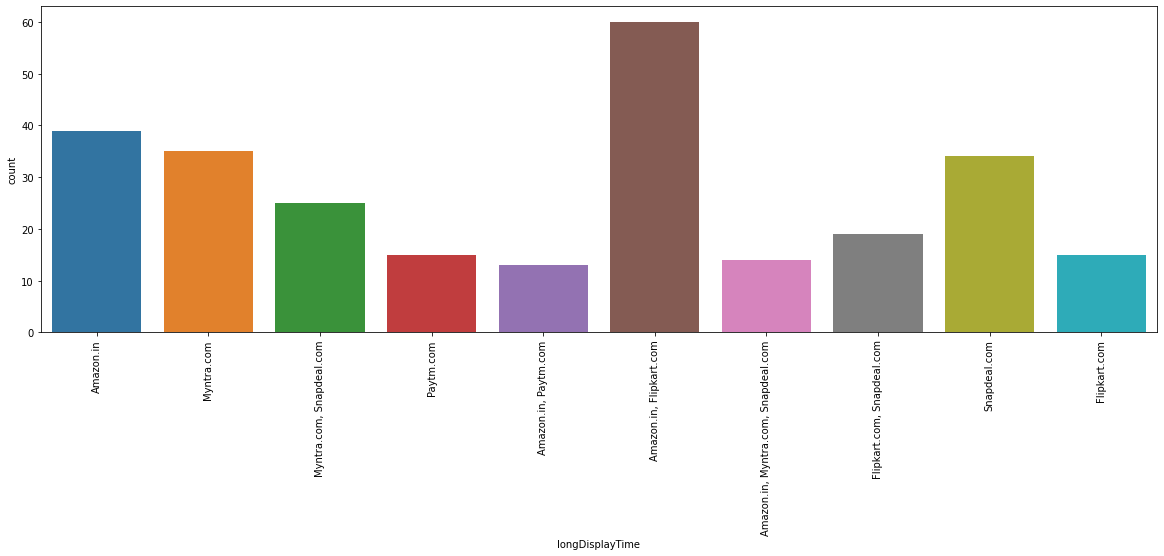 60
50
40
30
20
10
0
count
Amazon.in
Myntra.com
Myntra.com, Snapdeal.com
Paytm.com
Amazon.in, Paytm.com
Amazon.in, Flipkart.com
Amazon.in, Myntra.com, Snapdeal.com
Flipkart.com, Snapdeal.com
Snapdeal.com
Flipkart.com
longDisplayTime